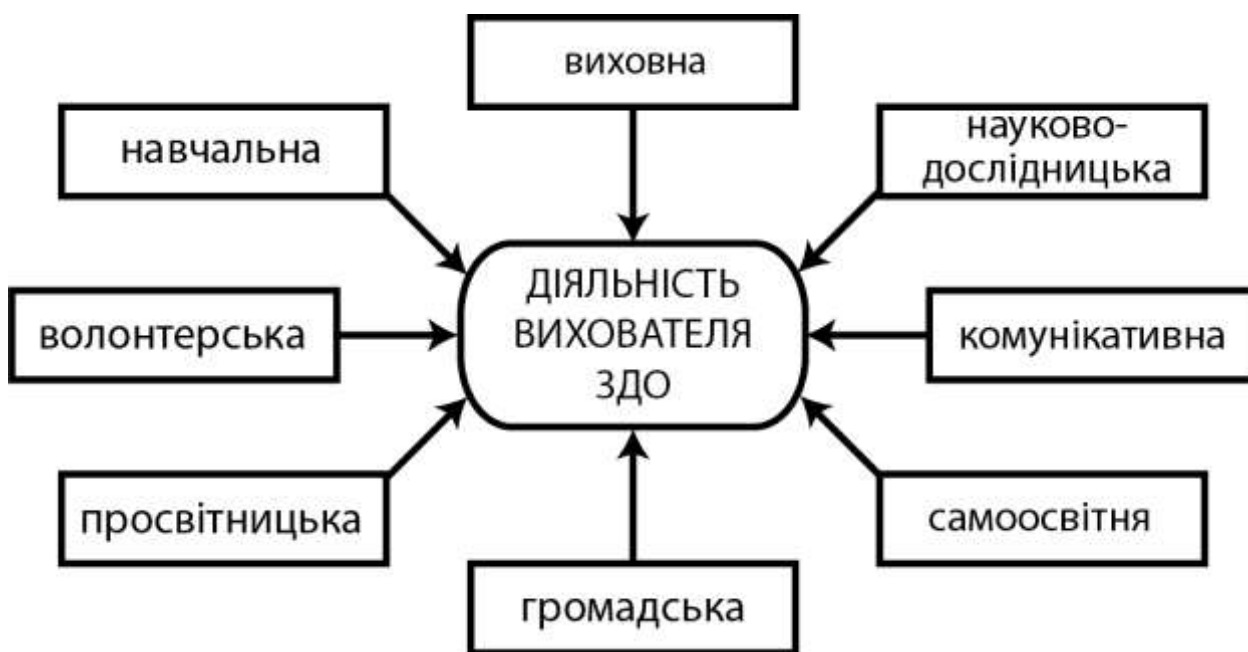 виховна
навчальна
науково-
дослідницька
ДІЯЛЬНІСТЬ
ВИХОВАТЕЛЯ
ЗДО
волонтерська
комунікативна
просвітницька
самоосвітня
громадська